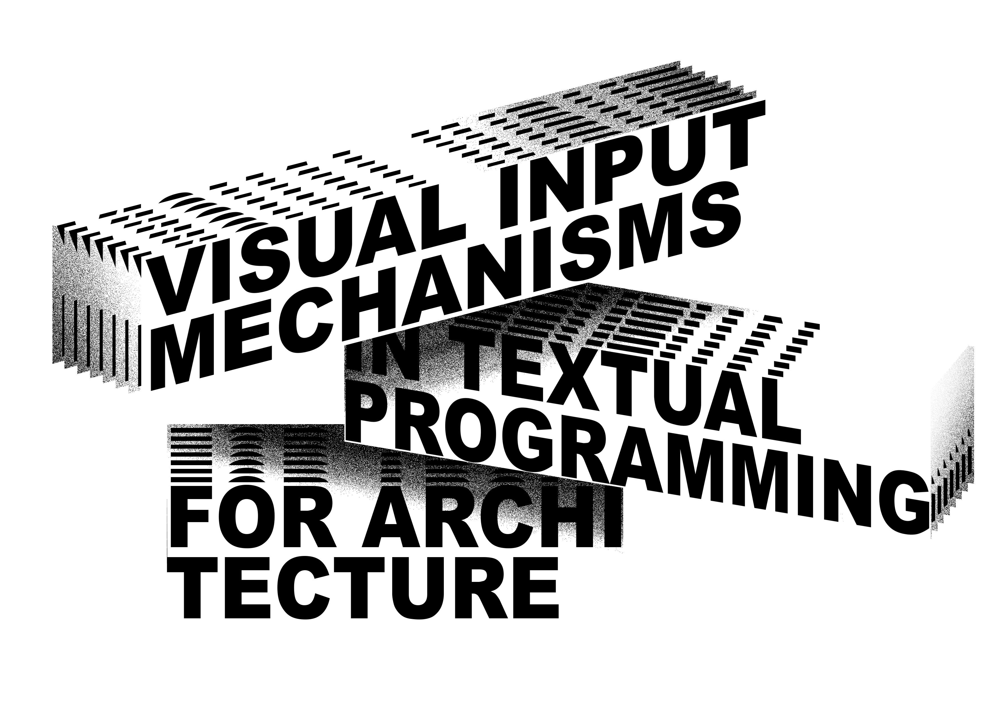 VISUAL INPUT
MECHANISMS
IN TEXTUAL
PROGRAMMING
FOR ARCHI
TECTURE